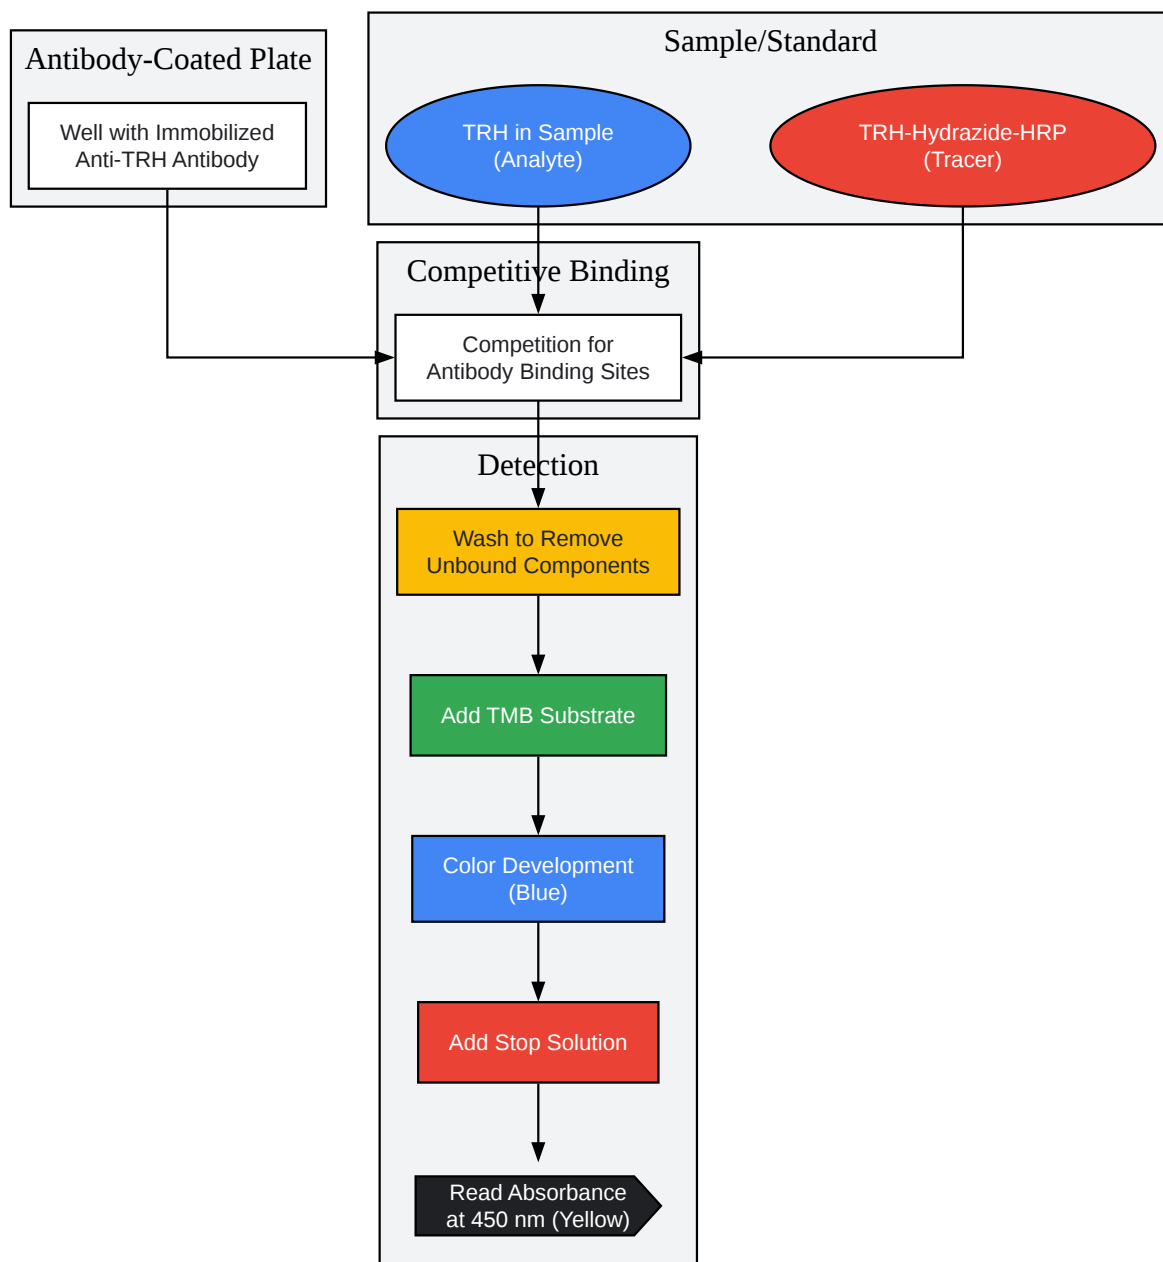 Antibody-Coated Plate
Well with Immobilized
Anti-TRH Antibody
Sample/Standard
TRH in Sample
(Analyte)
TRH-Hydrazide-HRP
(Tracer)
Competitive Binding
Competition for
Antibody Binding Sites
Detection
Wash to Remove
Unbound Components
Add TMB Substrate
Color Development
(Blue)
Add Stop Solution
Read Absorbance
at 450 nm (Yellow)